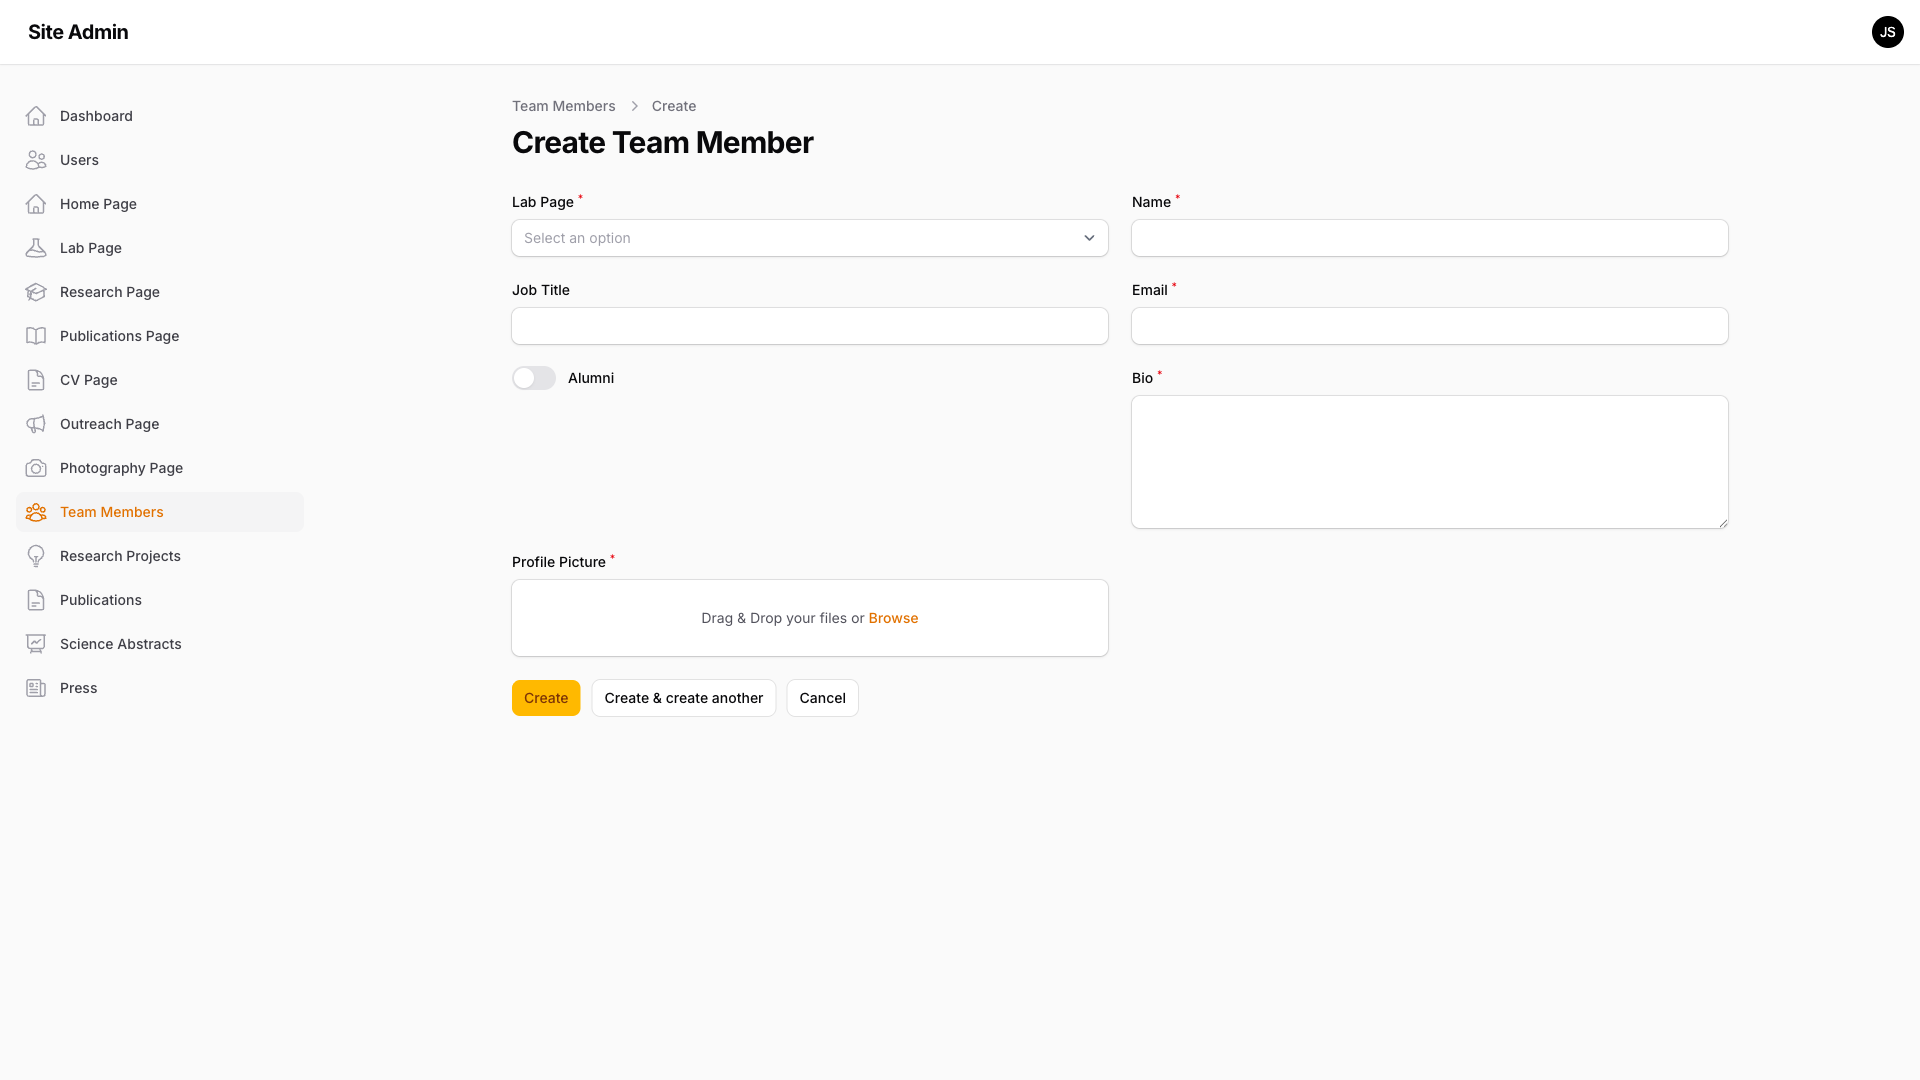 Site Admin
JS
Dashboard
Users
Home Page
Lab Page
Research Page
Publications Page
CV Page
Outreach Page
Photography Page
Team Members
Research Projects
Publications
Science Abstracts
Press
Team Members > Create
Create Team Member
Lab Page *
Select an option
Name *
Job Title
Email *
Alumni
Bio *
Profile Picture *
Drag & Drop your files or Browse
Create
Create & create another
Cancel